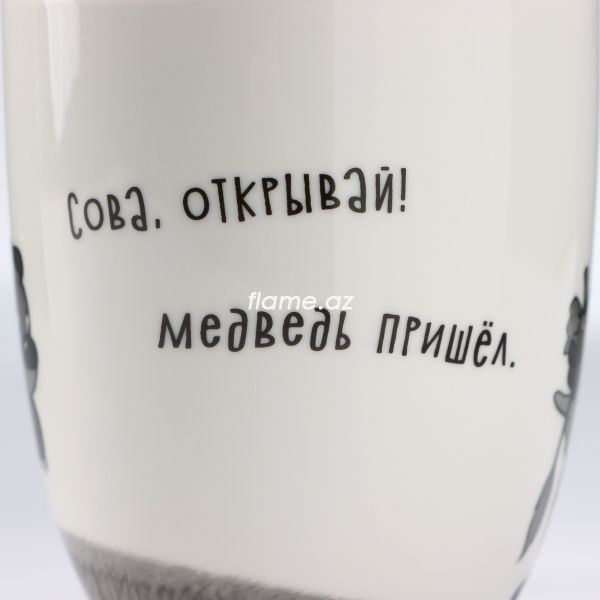 Сова, открывай!
flame.az
медведь пришёл.